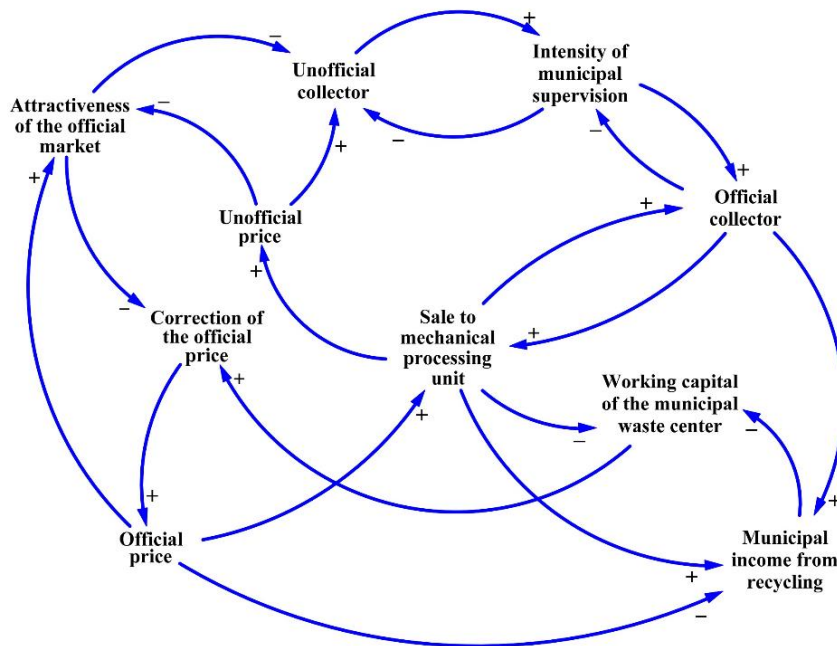 Unofficial
collector
Intensity of
municipal
supervision
Attractiveness
of the official
market
Unofficial
price
Official
collector
Correction of
the official
price
Sale to
mechanical
processing
unit
Working capital
of the municipal
waste center
Official
price
Municipal
income from
recycling
−
+
−
−
+
+
−
+
+
+
−
+
+
+
+
−
−
+
+
+
−